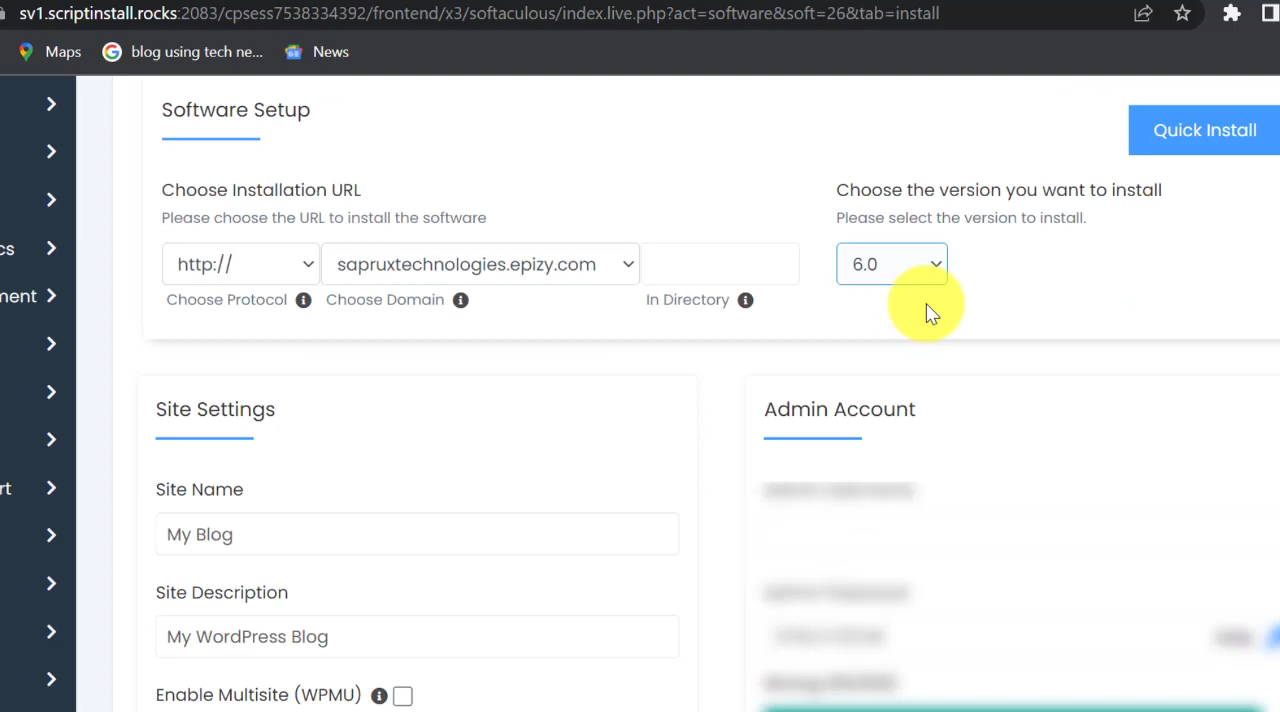 sv1.scriptinstall.rocks:2083/cpsess7538334392/frontend/x3/softaculous/index.live.php?act=software&soft=26&tab=install
Maps
blog using tech ne...
News
Software Setup
Quick Install
Choose Installation URL
Choose the version you want to install
Please choose the URL to install the software
Please select the version to install.
http://
sapruxtechnologies.epizy.com
6.0
Choose Protocol
Choose Domain
In Directory
cs
ment
rt
Site Settings
Admin Account
Site Name
My Blog
Site Description
My WordPress Blog
Enable Multisite (WPMU)